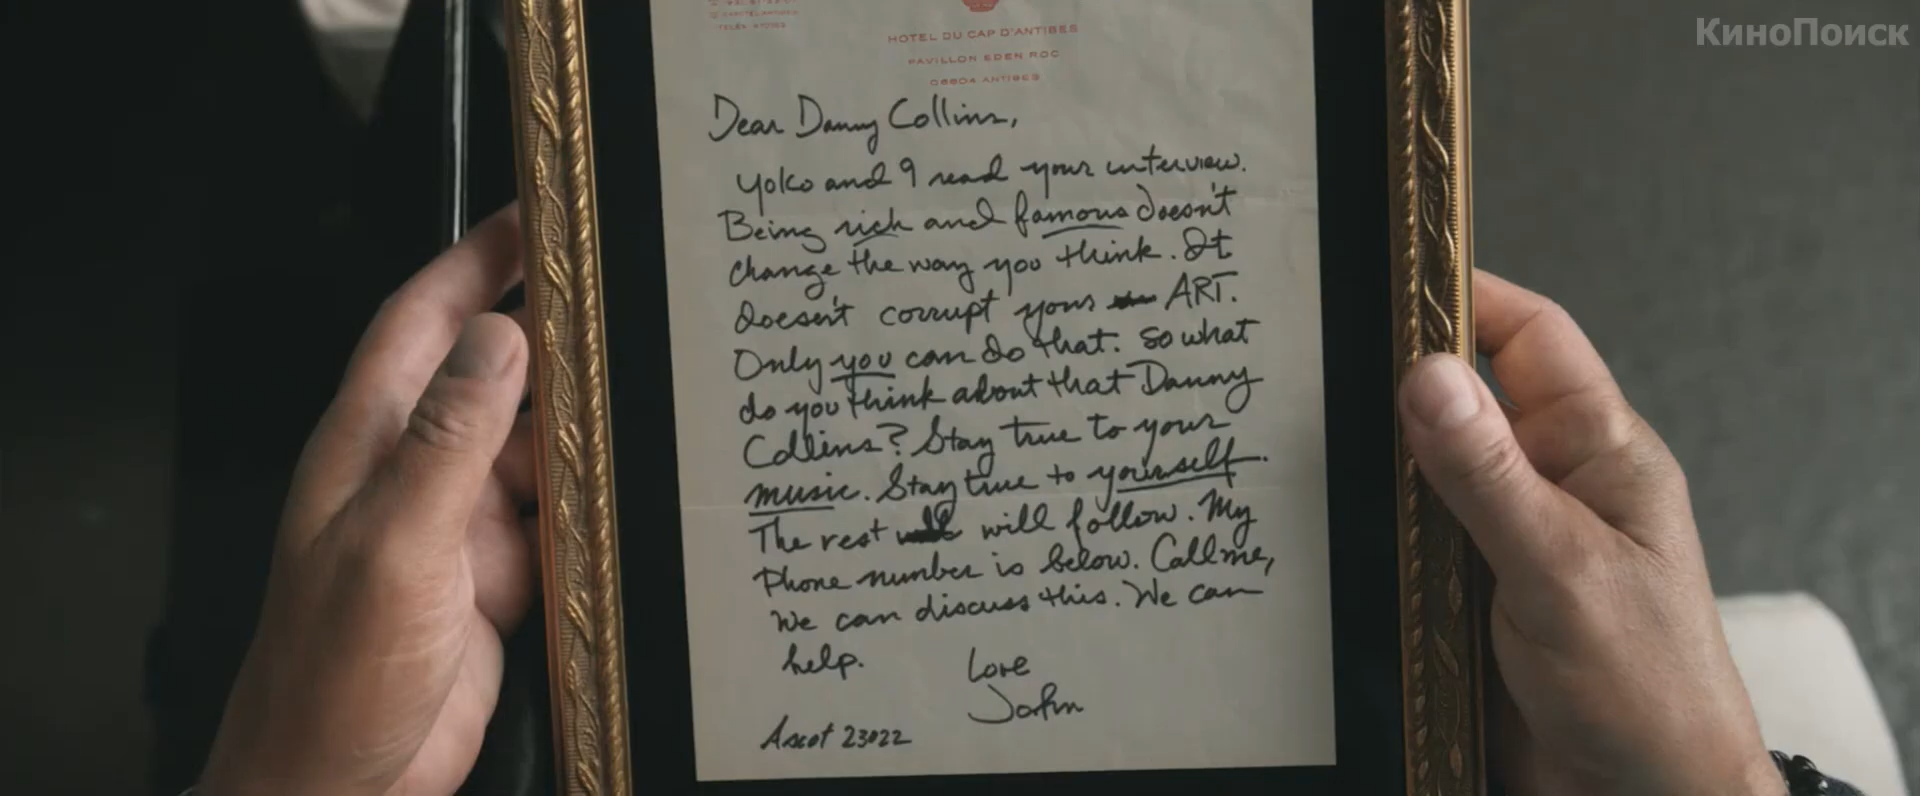 КиноПоиск
HOTEL DU CAP D'ANTIBES
PAVILLON EDEN ROC
06604 ANTIBES
Dear Danny Collins,
Yoko and I read your interview.
Being rich and famous doesn't
change the way you think. It
doesn't corrupt your ART.
Only you can do that. So what
do you think about that Danny
Collins? Stay true to your
music. Stay true to yourself.
The rest will follow. My
Phone number is below. Call me,
We can discuss this. We can
help.
Love
John
Ascot 23022